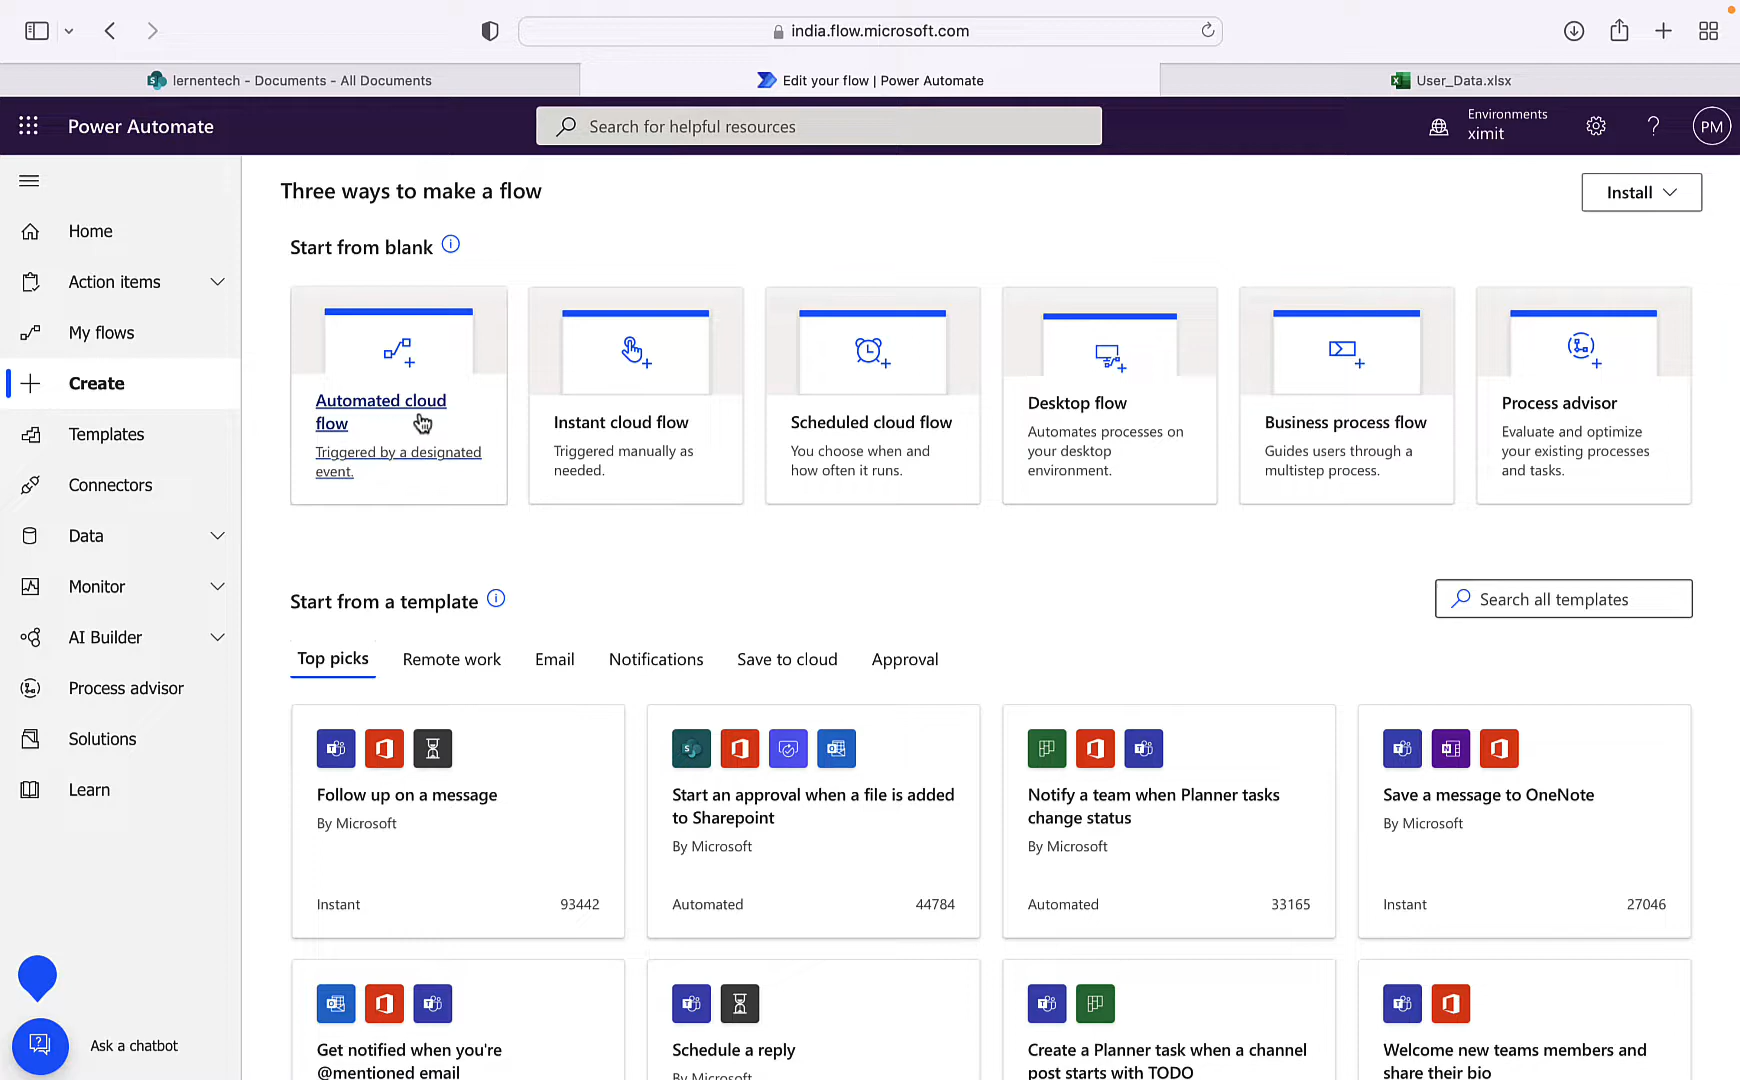 india.flow.microsoft.com
lernentech - Documents - All Documents
Edit your flow | Power Automate
User_Data.xlsx
Power Automate
Search for helpful resources
Environments
ximit
PM
Three ways to make a flow
Install
Home
Action items
My flows
Create
Templates
Connectors
Data
Monitor
AI Builder
Process advisor
Solutions
Learn
Ask a chatbot
Start from blank
Automated cloud
flow
Triggered by a designated
event.
Instant cloud flow
Triggered manually as
needed.
Scheduled cloud flow
You choose when and
how often it runs.
Desktop flow
Automates processes on
your desktop
environment.
Business process flow
Guides users through a
multistep process.
Process advisor
Evaluate and optimize
your existing processes
and tasks.
Start from a template
Search all templates
Top picks
Remote work
Email
Notifications
Save to cloud
Approval
Follow up on a message
By Microsoft
Instant
93442
Start an approval when a file is added
to Sharepoint
By Microsoft
Automated
44784
Notify a team when Planner tasks
change status
By Microsoft
Automated
33165
Save a message to OneNote
By Microsoft
Instant
27046
Get notified when you're
@mentioned email
Schedule a reply
By Microsoft
Create a Planner task when a channel
post starts with TODO
Welcome new teams members and
share their bio